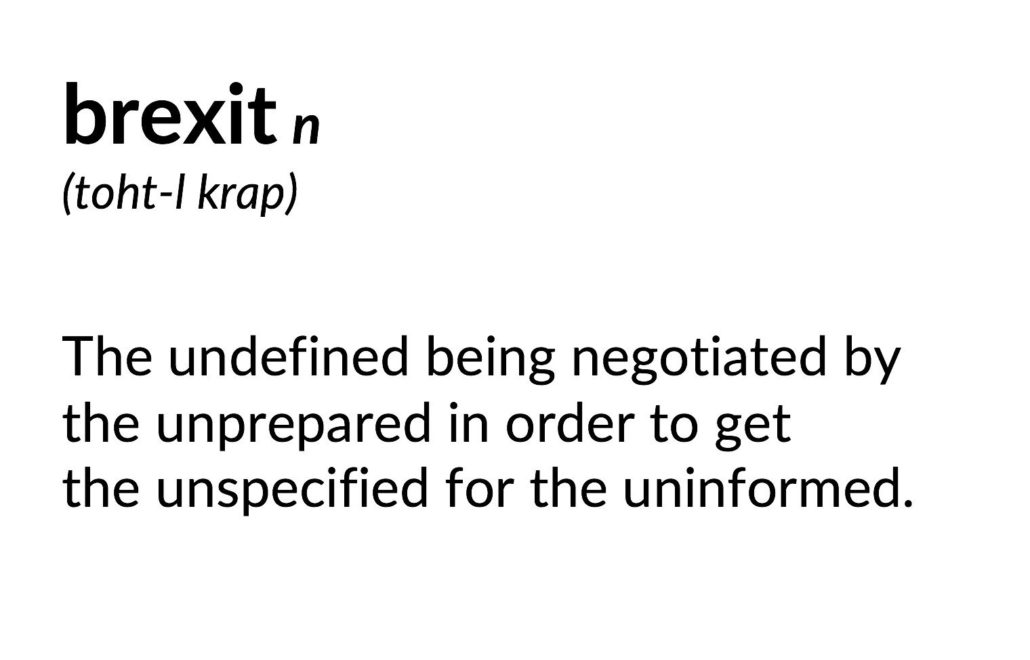 brexit n
(toht-l krap)
The undefined being negotiated by
the unprepared in order to get
the unspecified for the uninformed.